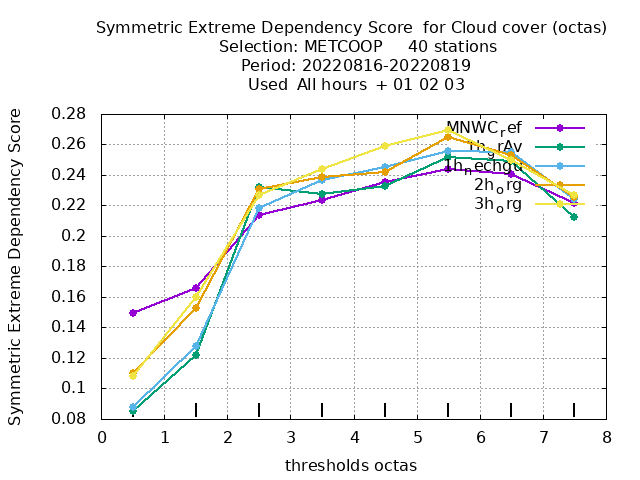 Symmetric Extreme Dependency Score  for Cloud cover (octas)
Selection: METCOOP     40 stations
Period: 20220816-20220819
Used  All hours  + 01 02 03
Symmetric Extreme Dependency Score
0.28
0.26
0.24
0.22
0.2
0.18
0.16
0.14
0.12
0.1
0.08
MNWCref
2horg
3horg
0 1 2 3 4 5 6 7 8
thresholds octas